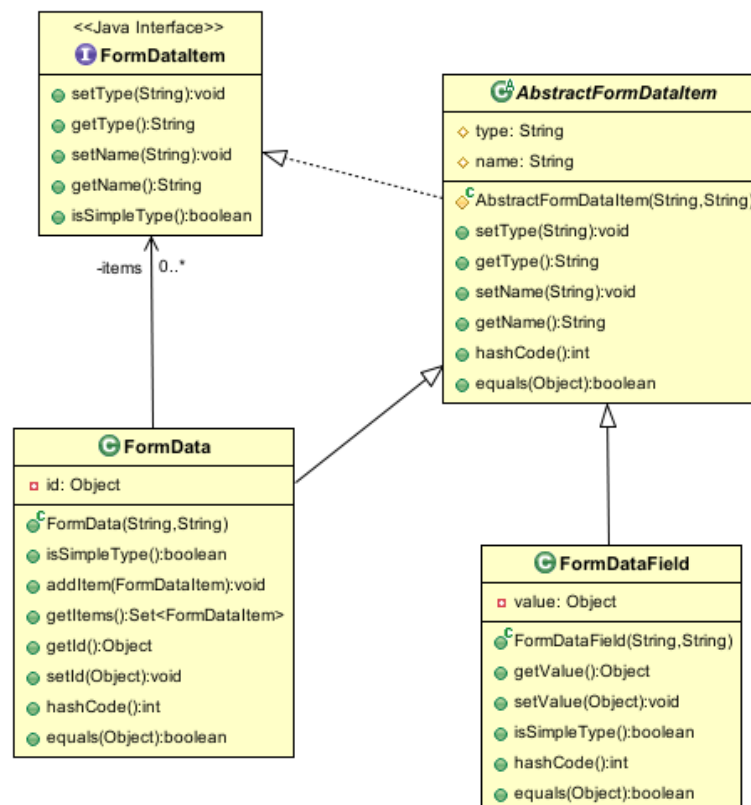 <<Java Interface>>
FormDataItem
setType(String):void
getType():String
setName(String):void
getName():String
isSimpleType():boolean
AbstractFormDataItem
type: String
name: String
AbstractFormDataItem(String,String)
setType(String):void
getType():String
setName(String):void
getName():String
hashCode():int
equals(Object):boolean
-items 0..*
FormData
id: Object
FormData(String,String)
isSimpleType():boolean
addItem(FormDataItem):void
getItems():Set<FormDataItem>
getId():Object
setId(Object):void
hashCode():int
equals(Object):boolean
FormDataField
value: Object
FormDataField(String,String)
getValue():Object
setValue(Object):void
isSimpleType():boolean
hashCode():int
equals(Object):boolean